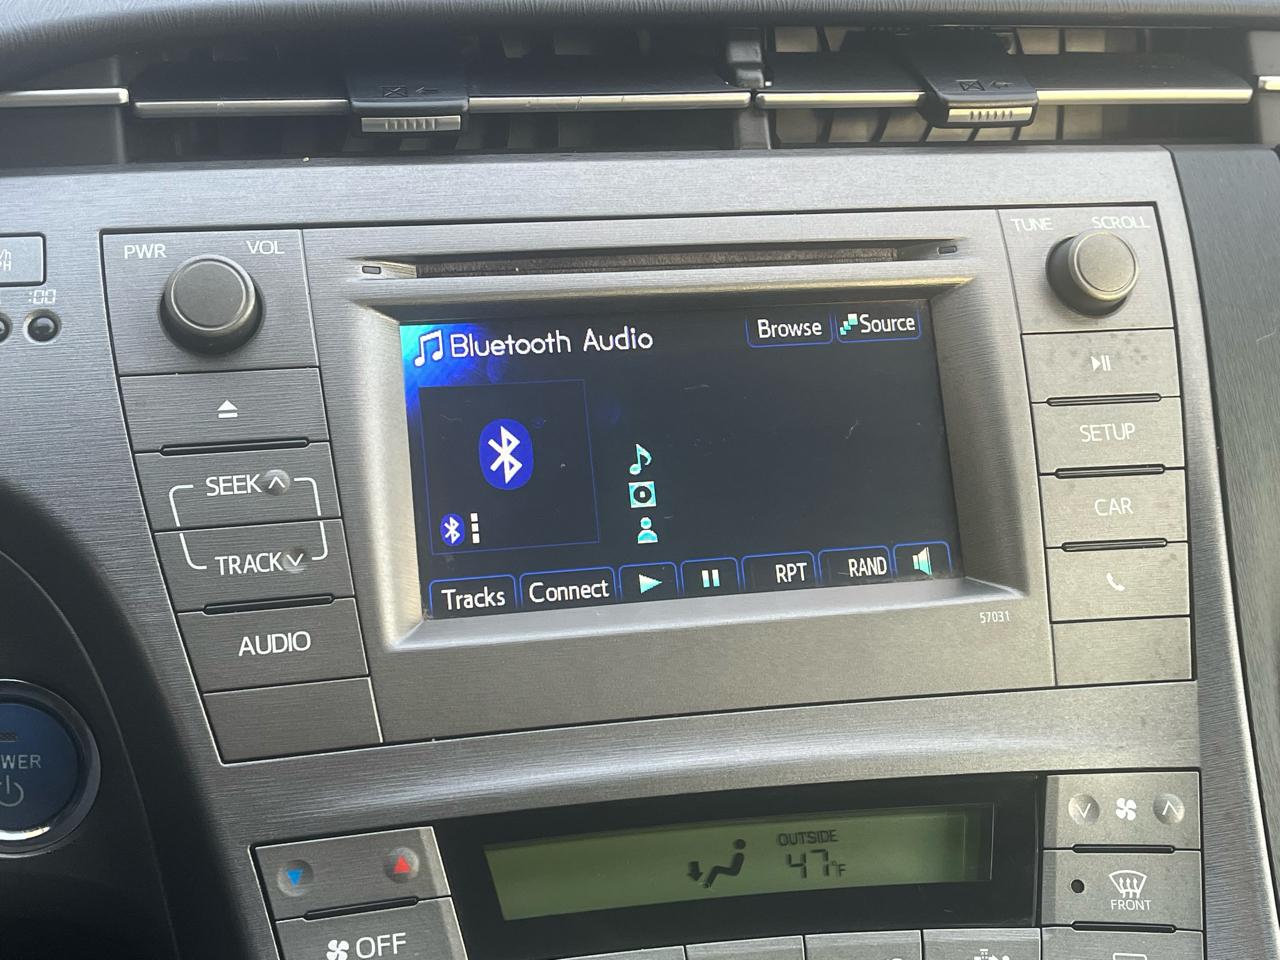 PWR VOL
TUNE SCROLL
:00
Bluetooth Audio
Browse
Source
SEEK
TRACK
AUDIO
SETUP
CAR
Tracks
Connect
RPT
RAND
57031
OUTSIDE
47°F
FRONT
OFF